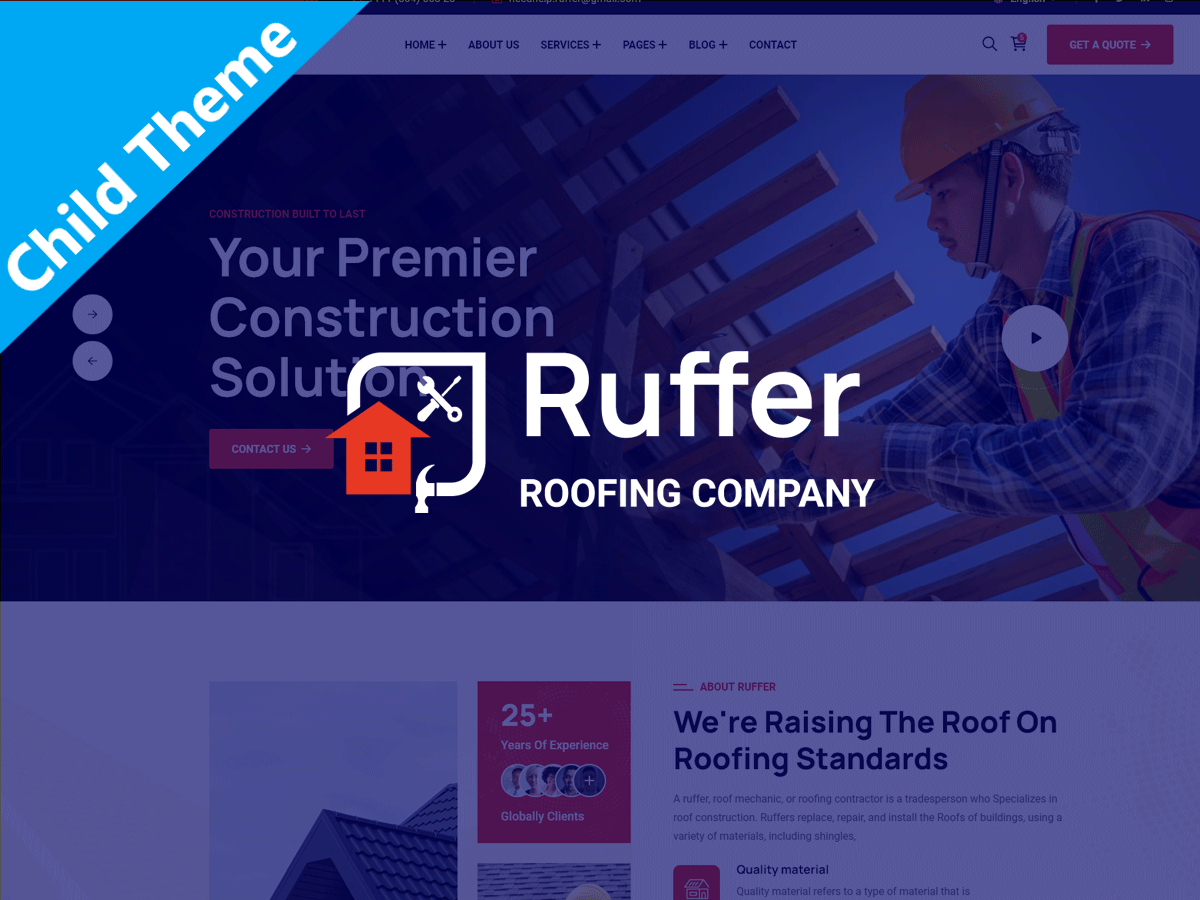 Child Theme
English
HOME + ABOUT US SERVICES + PAGES + BLOG + CONTACT
GET A QUOTE →
CONSTRUCTION BUILT TO LAST
Your Premier
Construction
Solution
CONTACT US →
Ruffer
ROOFING COMPANY
25+
Years Of Experience
Globally Clients
ABOUT RUFFER
We're Raising The Roof On
Roofing Standards
A ruffer, roof mechanic, or roofing contractor is a tradesperson who Specializes in
roof construction. Ruffers replace, repair, and install the Roofs of buildings, using a
variety of materials, including shingles,
Quality material
Quality material refers to a type of material that is